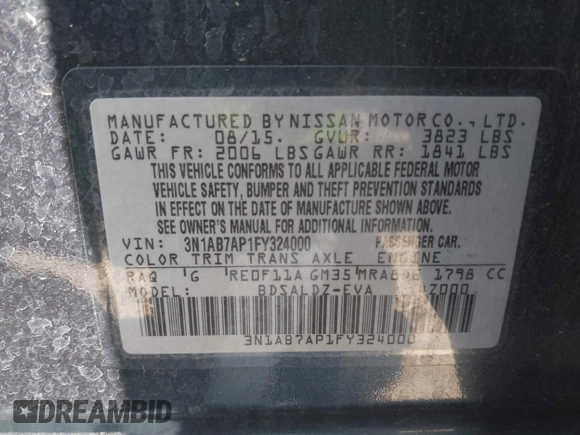 MANUFACTURED BY NISSAN MOTOR CO., LTD.
DATE: 08/15. GVWR: 3823 LBS
GAWR FR: 2006 LBS GAWR RR: 1841 LBS
THIS VEHICLE CONFORMS TO ALL APPLICABLE FEDERAL MOTOR
VEHICLE SAFETY, BUMPER AND THEFT PREVENTION STANDARDS
IN EFFECT ON THE DATE OF MANUFACTURE SHOWN ABOVE.
SEE OWNER'S MANUAL FOR ADDITIONAL INFORMATION.
VIN: 3N1AB7AP1FY324000 PASSENGER CAR.
COLOR TRIM TRANS AXLE ENGINE
RAQ G RE0F11A GM35 1798 CC
MODEL: BDSALDZ-EVA
3N1AB7AP1FY324000
DREAMBID